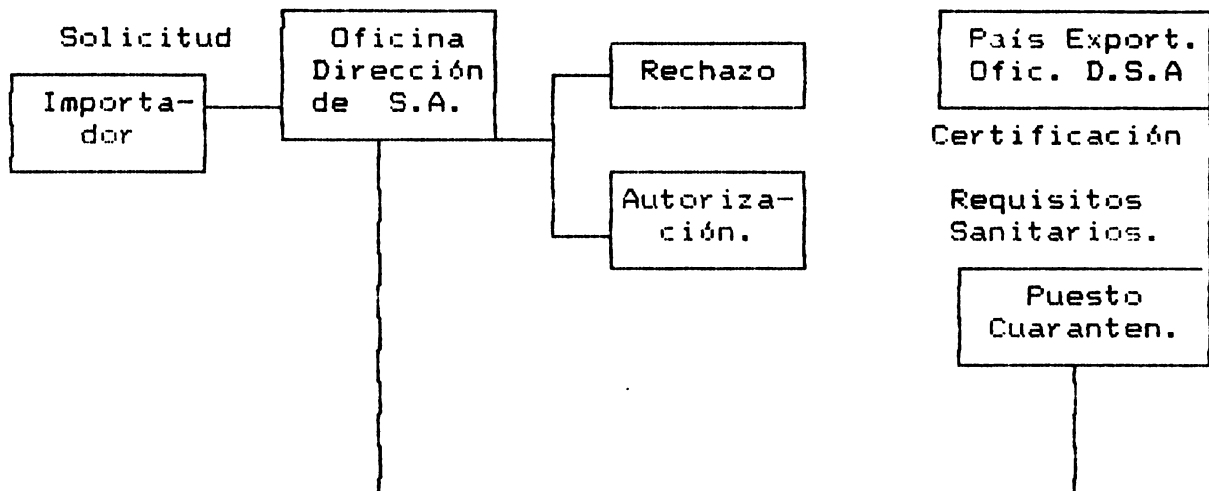 Solicitud
Importa-
dor
Oficina
Dirección
de S.A.
Rechazo
Autoriza-
ción.
País Export.
Ofic. D.S.A
Certificación
Requisitos
Sanitarios.
Puesto
Cuaranten.